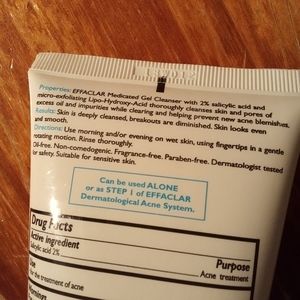 Properties: EFFACLAR Medicated Gel Cleanser with 2% salicylic acid and
micro-exfoliating Lipo-Hydroxy-Acid thoroughly cleanses skin and pores of
excess oil and impurities while clearing and helping prevent new acne blemishes.
Results: Skin is deeply cleansed, breakouts are diminished. Skin looks even
and smooth.
Directions: Use morning and/or evening on wet skin, using fingertips in a gentle
rotating motion. Rinse thoroughly.
Oil-free. Non-comedogenic. Fragrance-free. Paraben-free. Dermatologist tested
for safety. Suitable for sensitive skin.
Can be used ALONE
or as STEP 1 of EFFACLAR
Dermatological Acne System.
Drug Facts
Active ingredient
Purpose
Salicylic acid 2%
Acne treatment
Use
for the treatment of acne
Warnings